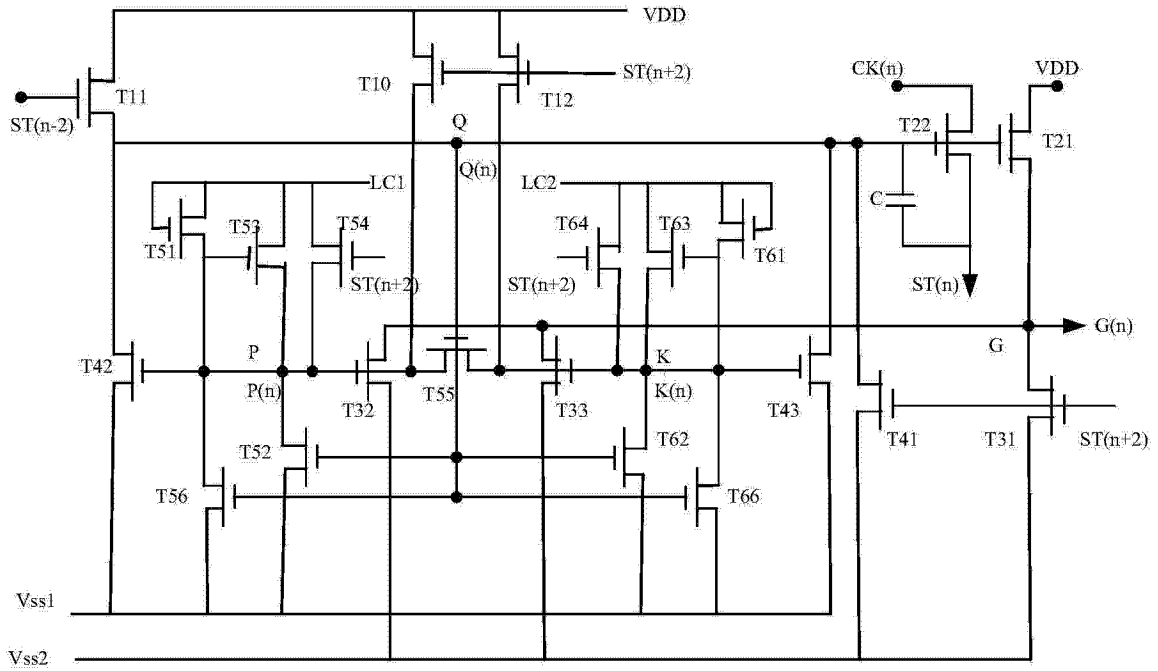 VDD
ST(n+2)
T10
T12
T11
ST(n-2)
CK(n)
VDD
T22
T21
Q
Q(n)
LC1
LC2
C
T51
T53
T54
T64
T63
T61
ST(n+2)
ST(n+2)
ST(n)
G(n)
G
T42
P
P(n)
T32
T55
T33
K
K(n)
T43
T41
T31
ST(n+2)
T52
T62
T56
T66
Vss1
Vss2